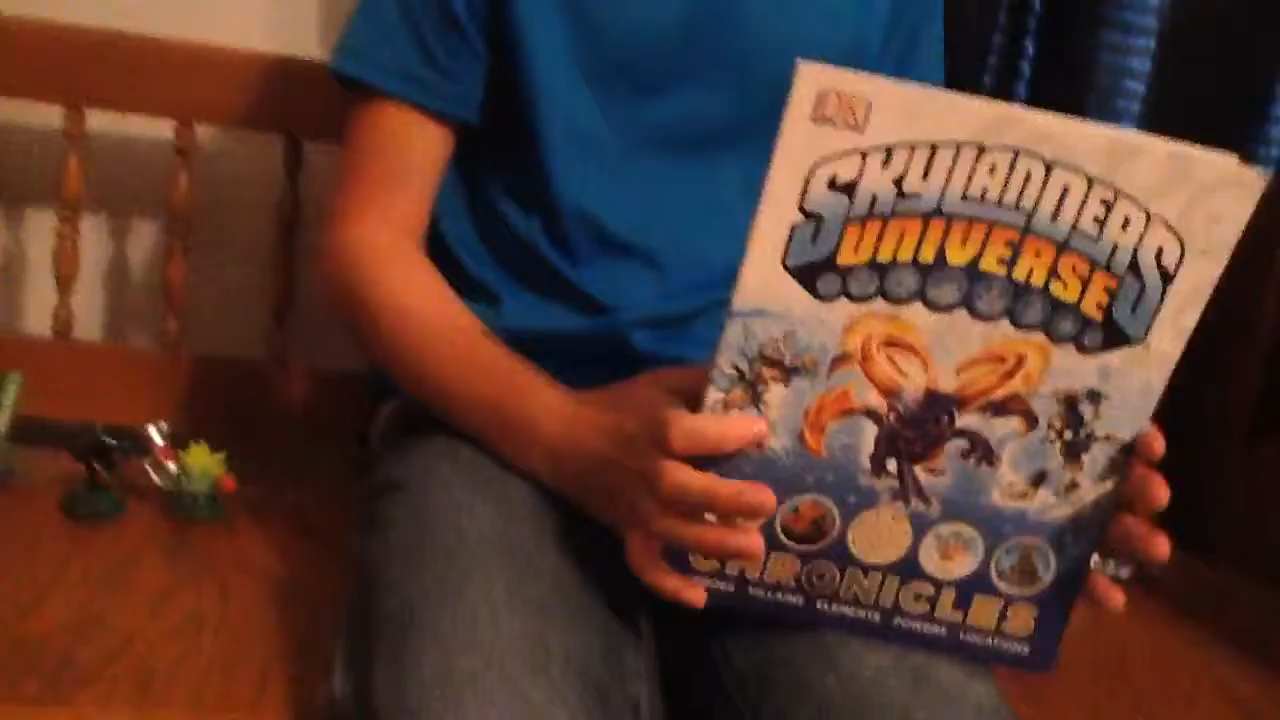 DK
SKYLANDERS
UNIVERSE
CHRONICLES
VILLAINS ELEMENTS POWERS LOCATIONS